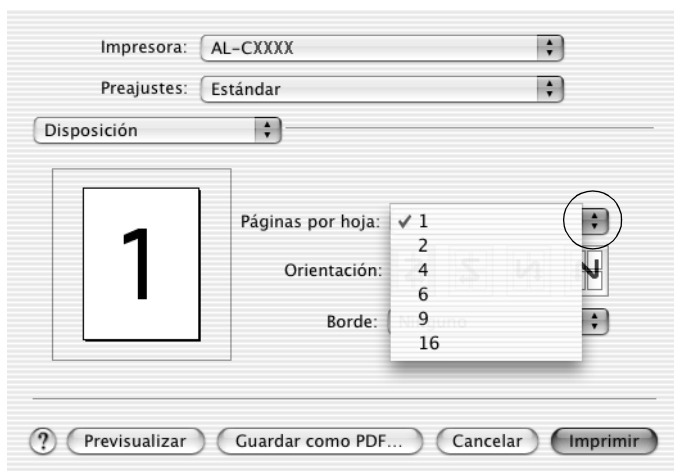 Impresora: AL-CXXXX
Preajustes: Estándar
Disposición
1
Páginas por hoja: ✓ 1
2
Orientación: 4
6
Borde: Ninguno 9
16
? Previsualizar Guardar como PDF... Cancelar Imprimir